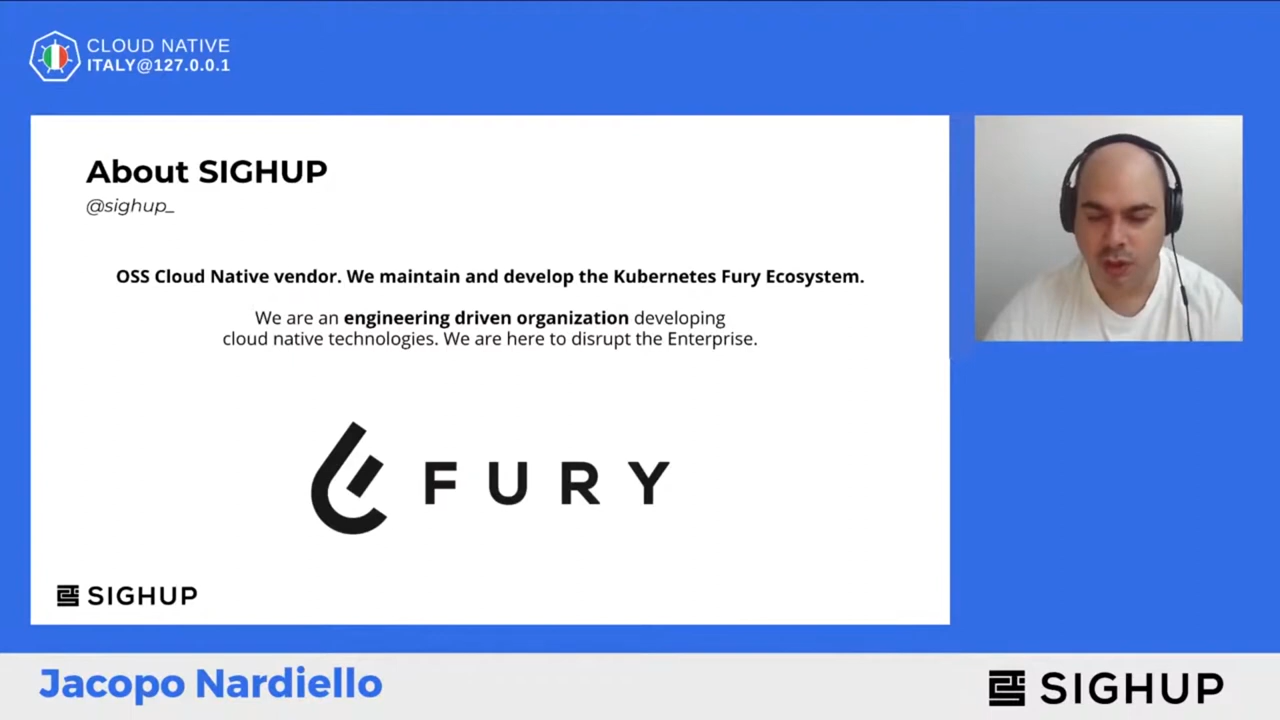 CLOUD NATIVE
ITALY@127.0.0.1
About SIGHUP
@sighup_
OSS Cloud Native vendor. We maintain and develop the Kubernetes Fury Ecosystem.
We are an engineering driven organization developing
cloud native technologies. We are here to disrupt the Enterprise.
FURY
SIGHUP
Jacopo Nardiello
SIGHUP